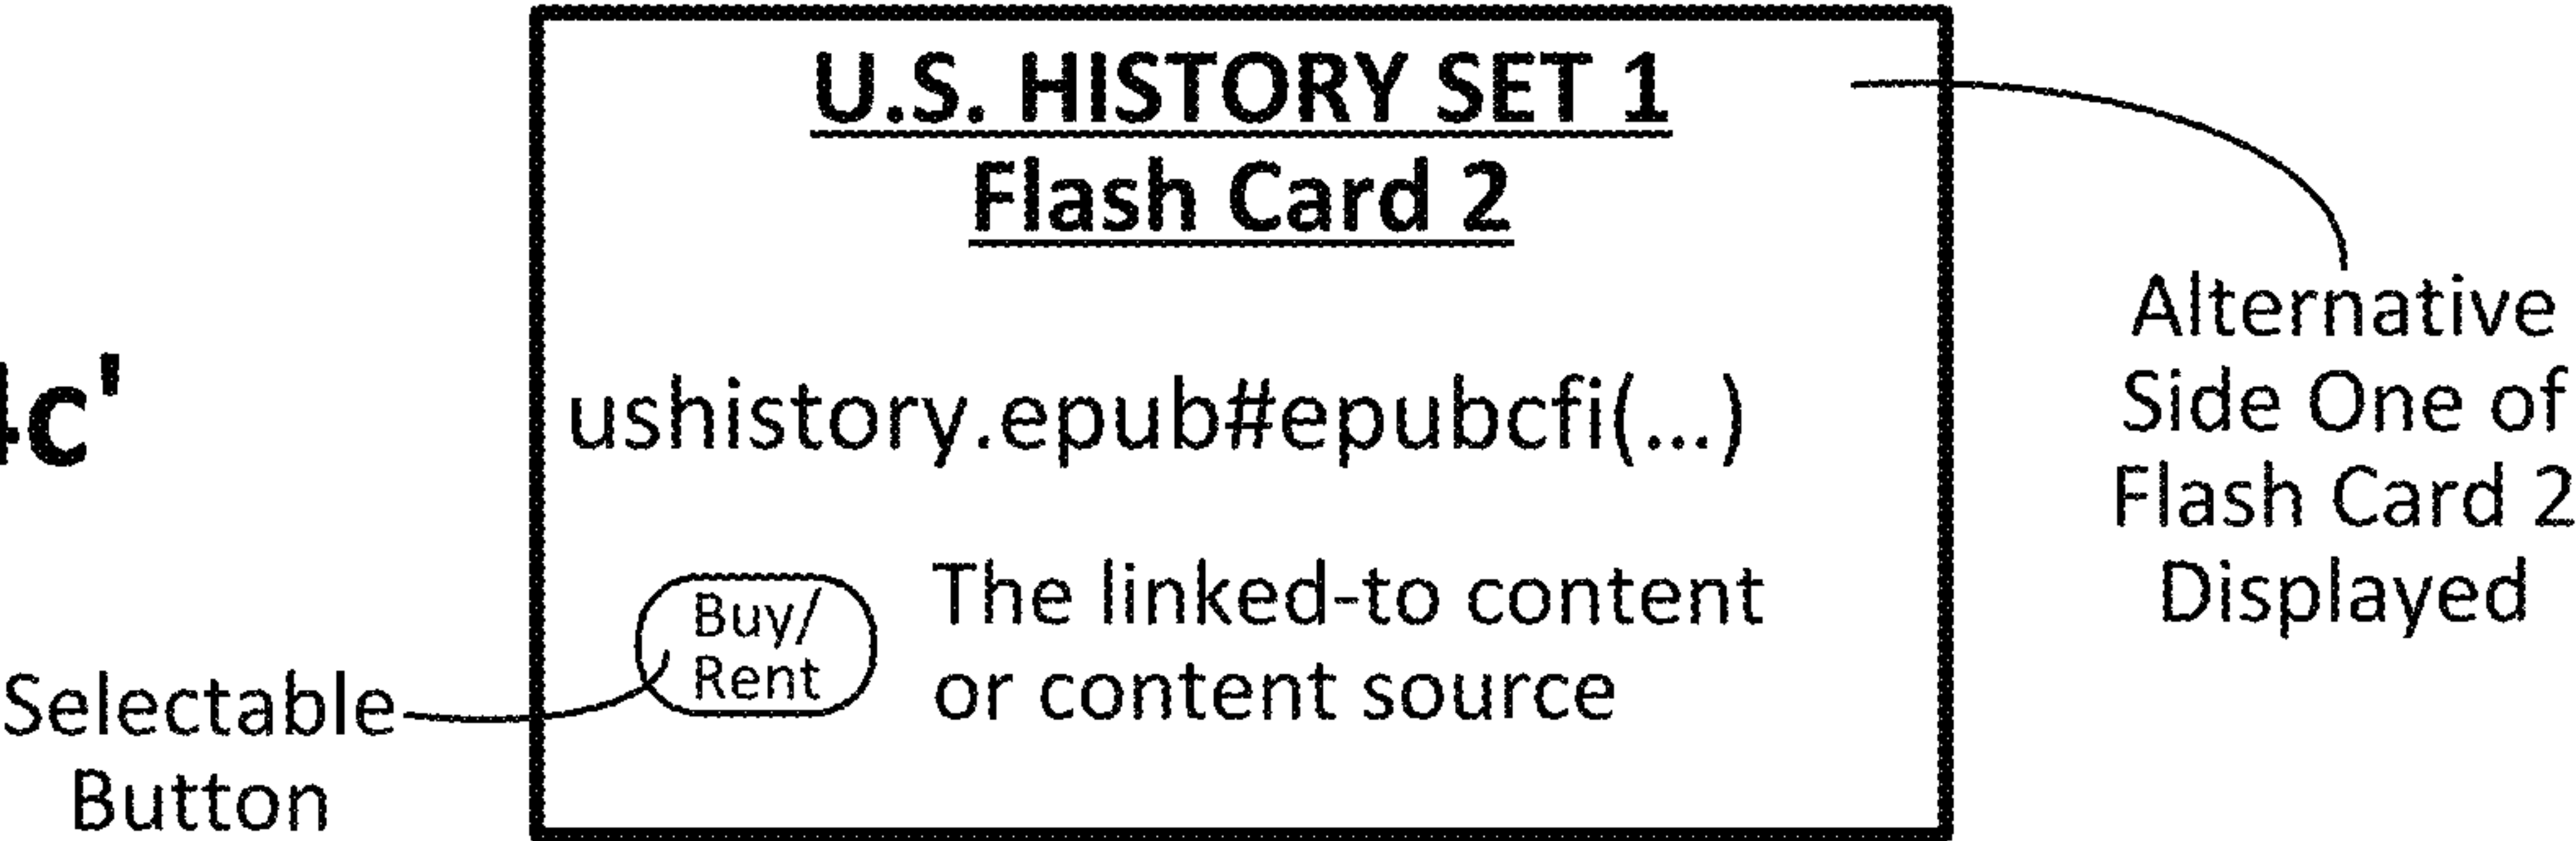 U.S. HISTORY SET 1
Flash Card 2
ushistory.epub#epubcfi(...)
Buy/
Rent
The linked-to content
or content source
Alternative
Side One of
Flash Card 2
Displayed
4c'
Selectable
Button